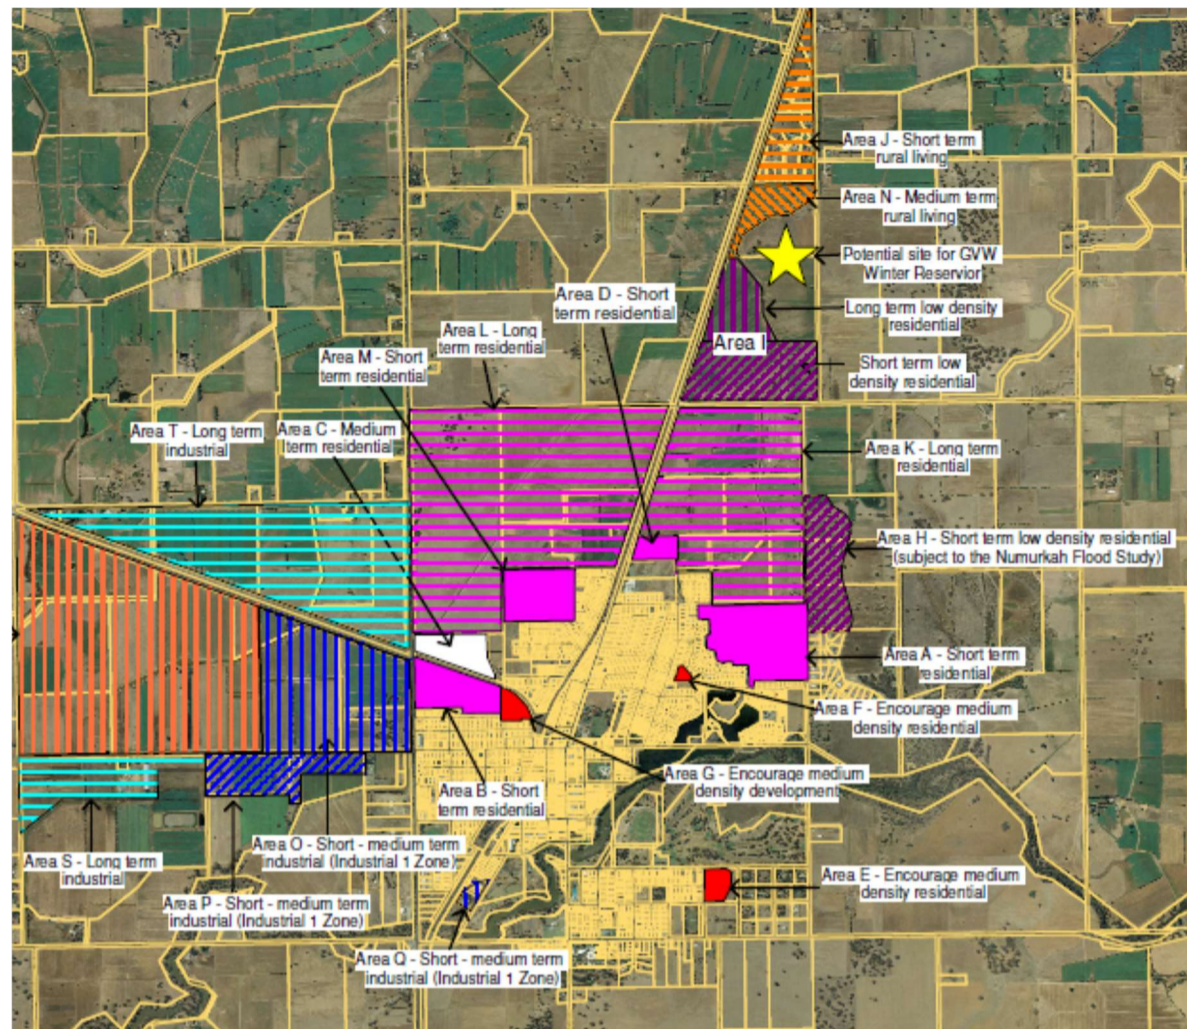 Area J - Short term
rural living
Area N - Medium term
rural living
Potential site for GVW
Winter Reservior
Area D - Short
term residential
Long term low density
residential
Area L - Long
term residential
Area I
Area M - Short
term residential
Short term low
density residential
Area T - Long term
industrial
Area C - Medium
term residential
Area K - Long term
residential
Area H - Short term low density residential
(subject to the Numurkah Flood Study)
Area A - Short term
residential
Area F - Encourage medium
density residential
Area G - Encourage medium
density development
Area B - Short
term residential
Area O - Short - medium term
industrial (Industrial 1 Zone)
Area S - Long term
industrial
Area P - Short - medium term
industrial (Industrial 1 Zone)
Area E - Encourage medium
density residential
Area Q - Short - medium term
industrial (Industrial 1 Zone)